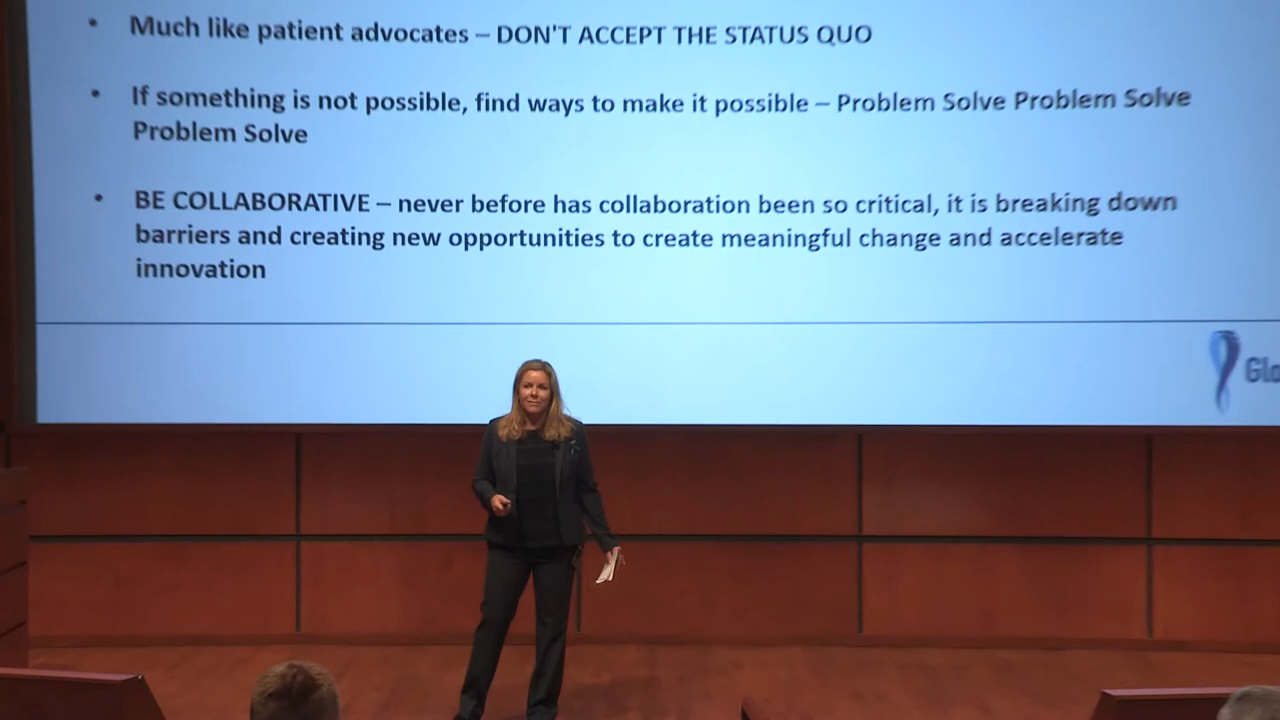 • Much like patient advocates – DON'T ACCEPT THE STATUS QUO
• If something is not possible, find ways to make it possible – Problem Solve Problem Solve
Problem Solve
• BE COLLABORATIVE – never before has collaboration been so critical, it is breaking down
barriers and creating new opportunities to create meaningful change and accelerate
innovation
Glo